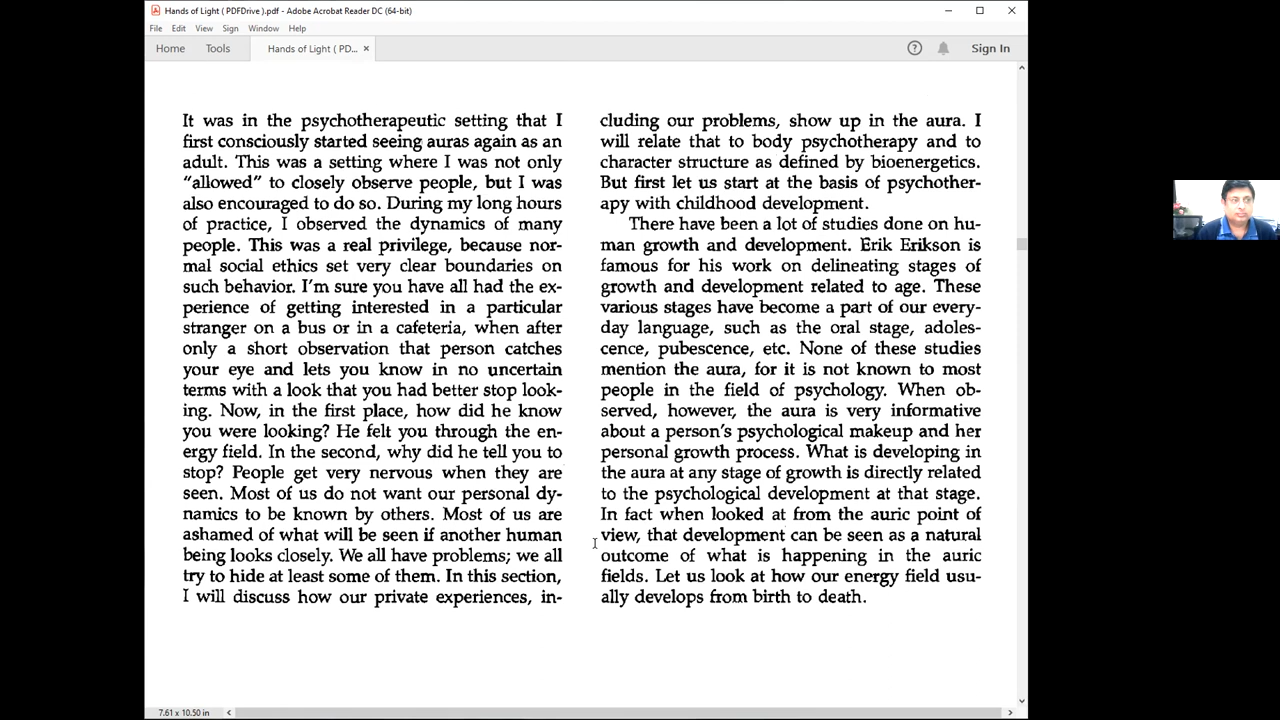 Hands of Light ( PDFDrive ).pdf - Adobe Acrobat Reader DC (64-bit)
File Edit View Sign Window Help
Home Tools Hands of Light ( PD... × ? Sign In
It was in the psychotherapeutic setting that I
first consciously started seeing auras again as an
adult. This was a setting where I was not only
“allowed” to closely observe people, but I was
also encouraged to do so. During my long hours
of practice, I observed the dynamics of many
people. This was a real privilege, because nor-
mal social ethics set very clear boundaries on
such behavior. I’m sure you have all had the ex-
perience of getting interested in a particular
stranger on a bus or in a cafeteria, when after
only a short observation that person catches
your eye and lets you know in no uncertain
terms with a look that you had better stop look-
ing. Now, in the first place, how did he know
you were looking? He felt you through the en-
ergy field. In the second, why did he tell you to
stop? People get very nervous when they are
seen. Most of us do not want our personal dy-
namics to be known by others. Most of us are
ashamed of what will be seen if another human
being looks closely. We all have problems; we all
try to hide at least some of them. In this section,
I will discuss how our private experiences, in-
cluding our problems, show up in the aura. I
will relate that to body psychotherapy and to
character structure as defined by bioenergetics.
But first let us start at the basis of psychother-
apy with childhood development.
There have been a lot of studies done on hu-
man growth and development. Erik Erikson is
famous for his work on delineating stages of
growth and development related to age. These
various stages have become a part of our every-
day language, such as the oral stage, adoles-
cence, pubescence, etc. None of these studies
mention the aura, for it is not known to most
people in the field of psychology. When ob-
served, however, the aura is very informative
about a person’s psychological makeup and her
personal growth process. What is developing in
the aura at any stage of growth is directly related
to the psychological development at that stage.
In fact when looked at from the auric point of
view, that development can be seen as a natural
outcome of what is happening in the auric
fields. Let us look at how our energy field usu-
ally develops from birth to death.
7.61 x 10.50 in